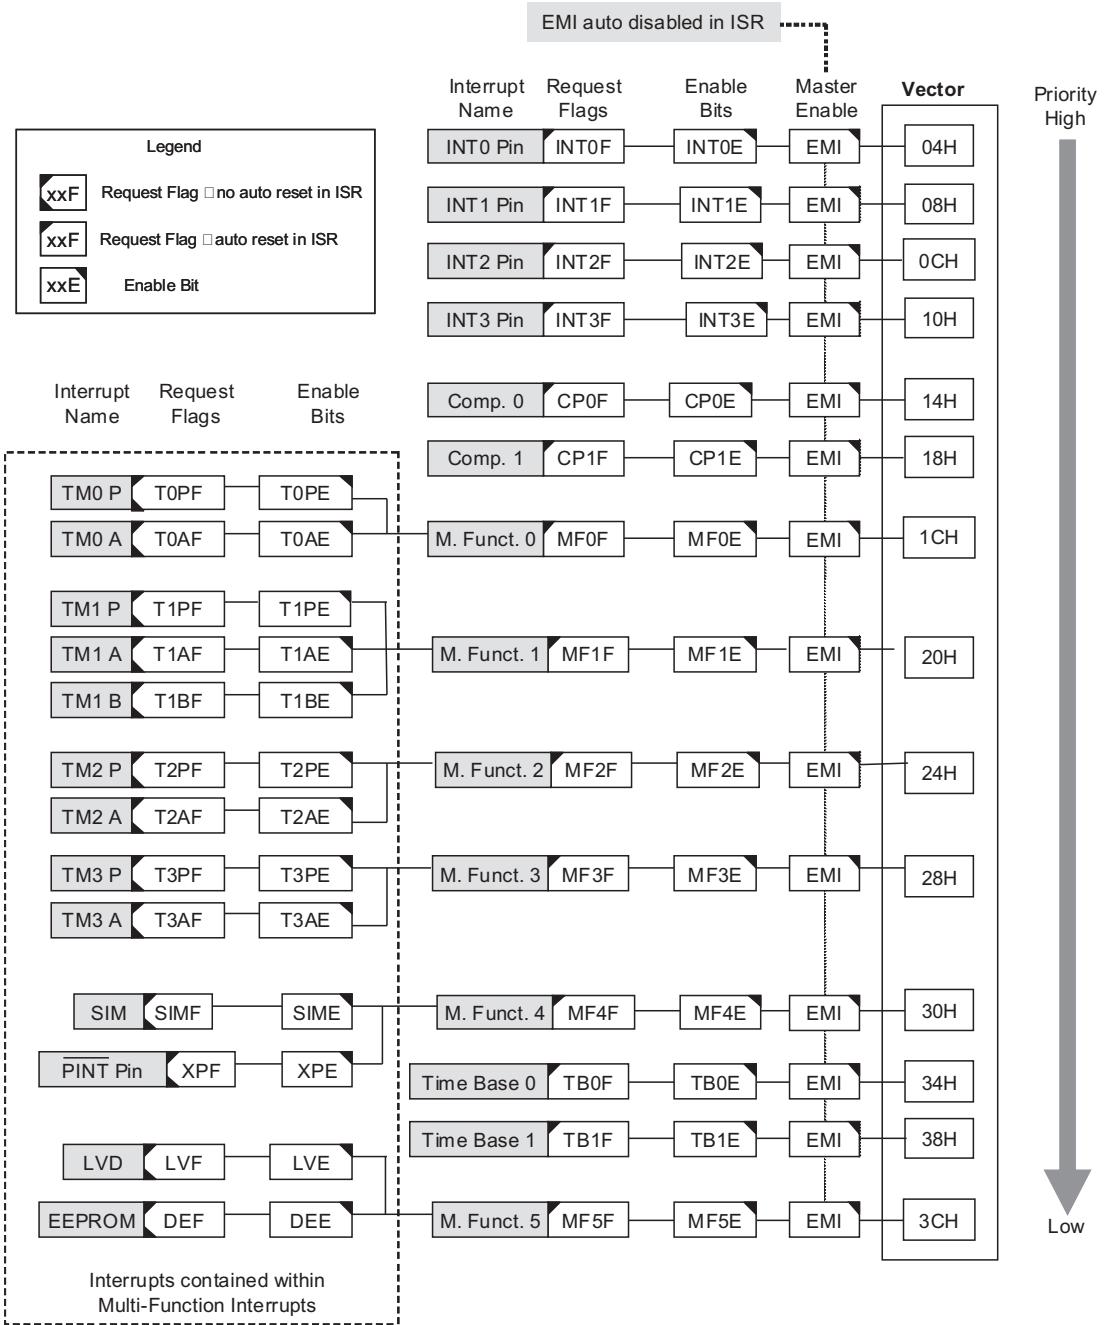 EMI auto disabled in ISR
Interrupt Name Request Flags Enable Bits Master Enable Vector Priority High
INT0 Pin INT0F INT0E EMI 04H
INT1 Pin INT1F INT1E EMI 08H
INT2 Pin INT2F INT2E EMI 0CH
INT3 Pin INT3F INT3E EMI 10H
Comp. 0 CP0F CP0E EMI 14H
Comp. 1 CP1F CP1E EMI 18H
Legend
xxF Request Flag □ no auto reset in ISR
xxF Request Flag □ auto reset in ISR
xxE Enable Bit
Interrupt Name Request Flags Enable Bits
TM0 P T0PF T0PE
TM0 A T0AF T0AE M. Funct. 0 MF0F MF0E EMI 1CH
TM1 P T1PF T1PE
TM1 A T1AF T1AE M. Funct. 1 MF1F MF1E EMI 20H
TM1 B T1BF T1BE
TM2 P T2PF T2PE M. Funct. 2 MF2F MF2E EMI 24H
TM2 A T2AF T2AE
TM3 P T3PF T3PE M. Funct. 3 MF3F MF3E EMI 28H
TM3 A T3AF T3AE
SIM SIMF SIME M. Funct. 4 MF4F MF4E EMI 30H
PINT Pin XPF XPE
Time Base 0 TB0F TB0E EMI 34H
Time Base 1 TB1F TB1E EMI 38H
LVD LVF LVE
EEPROM DEF DEE M. Funct. 5 MF5F MF5E EMI 3CH
Low
Interrupts contained within
Multi-Function Interrupts